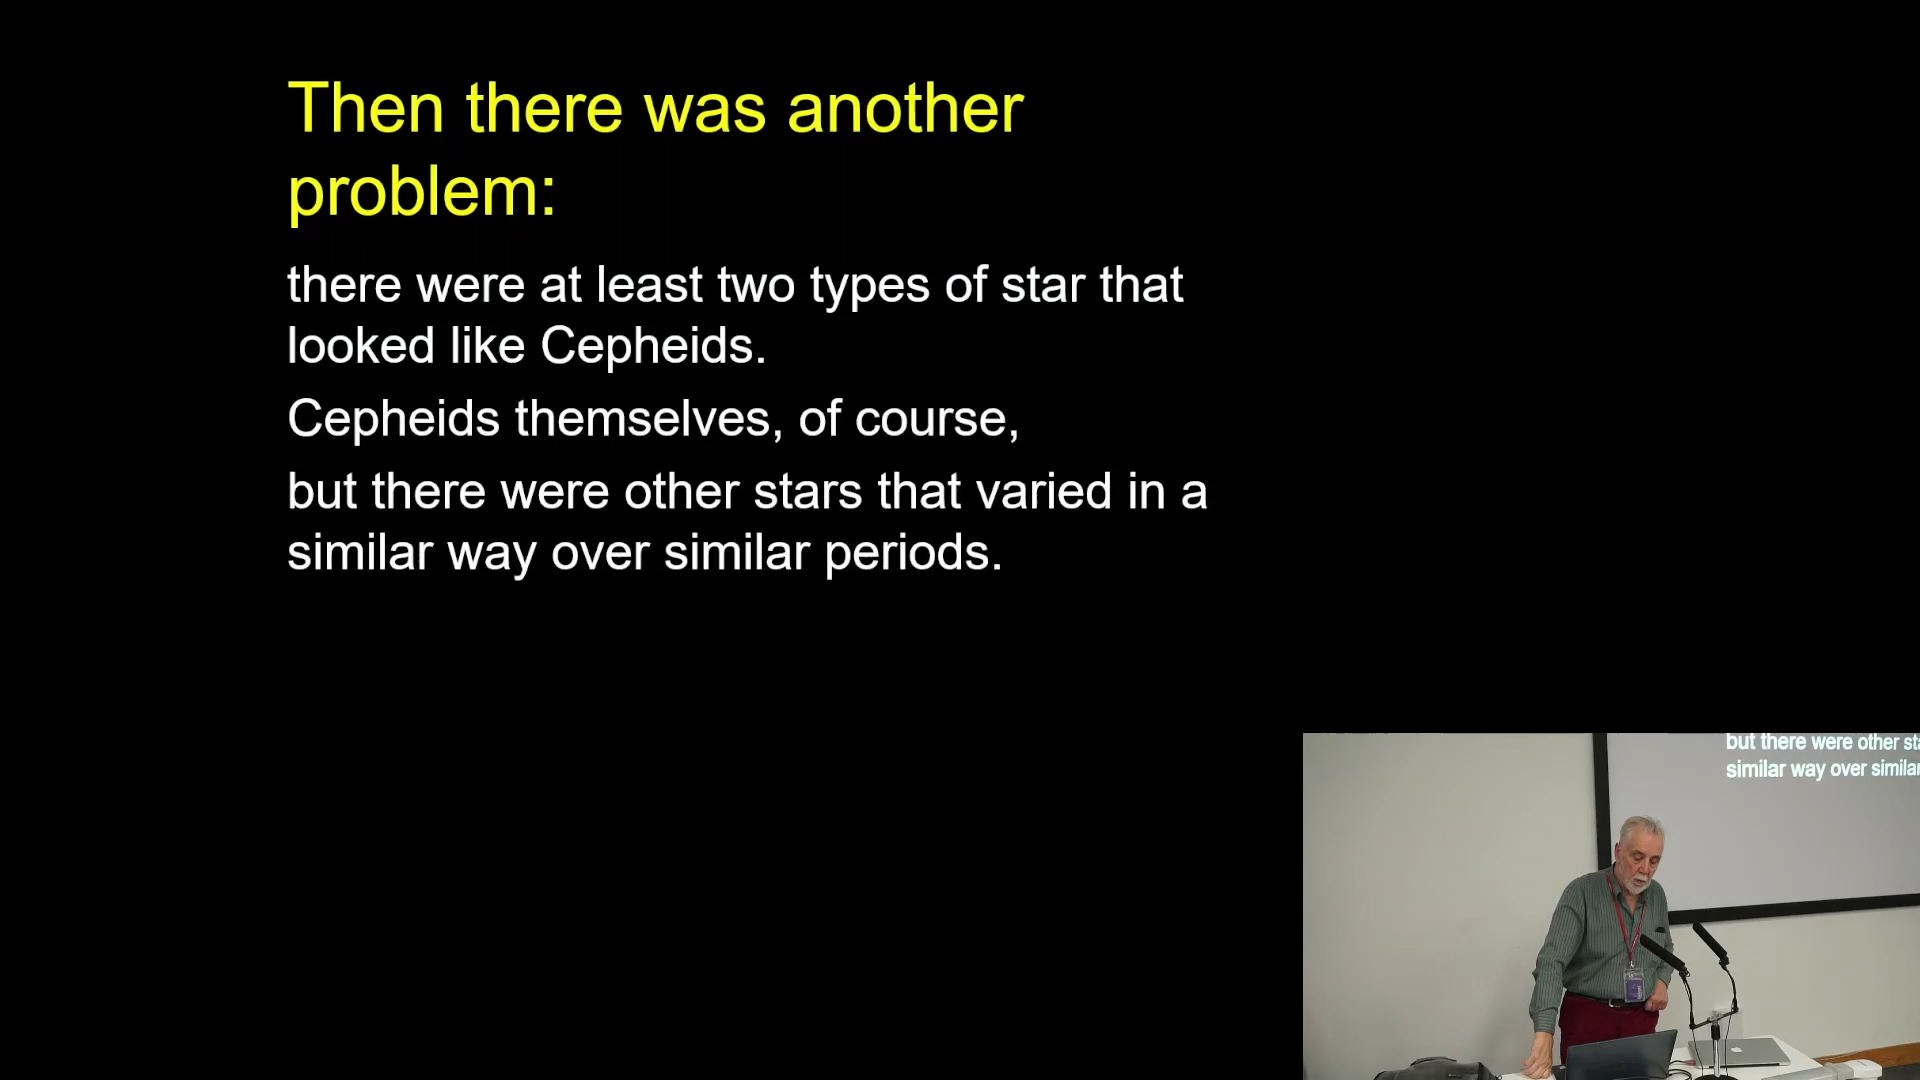 Then there was another
problem:
there were at least two types of star that
looked like Cepheids.
Cepheids themselves, of course,
but there were other stars that varied in a
similar way over similar periods.
but there were other
similar way over similar